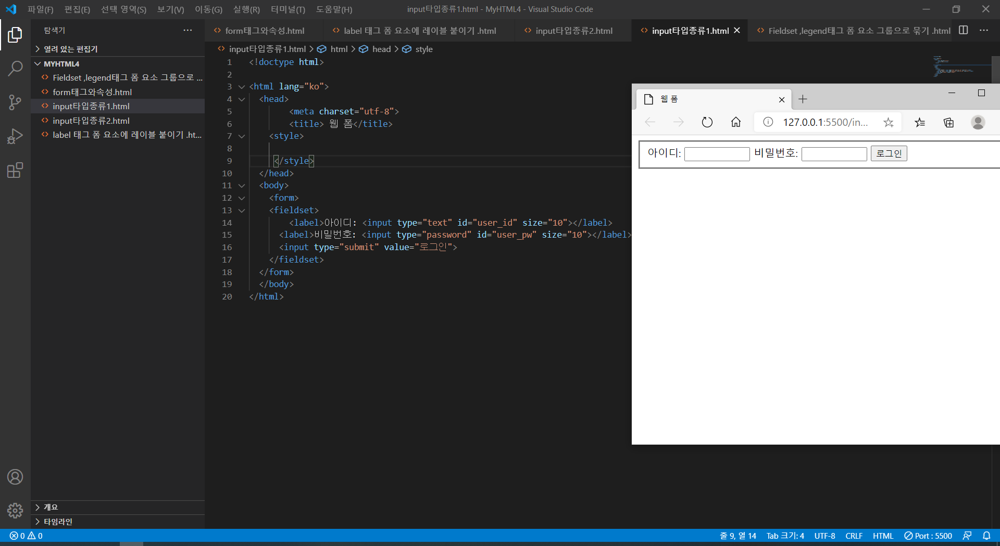 파일(F) 편집(E) 선택 영역(S) 보기(V) 이동(G) 실행(R) 터미널(T) 도움말(H) input타입종류1.html - MyHTML4 - Visual Studio Code
탐색기
열려 있는 편집기
MYHTML4
Fieldset ,legend태그 폼 요소 그룹으로 ...
form태그와속성.html
input타입종류1.html
input타입종류2.html
label 태그 폼 요소에 레이블 붙이기 .ht...
개요
타임라인
form태그와속성.html label 태그 폼 요소에 레이블 붙이기 .html input타입종류2.html input타입종류1.html Fieldset ,legend태그 폼 요소 그룹으로 묶기 .html
input타입종류1.html > html > head > style
1 <!doctype html>
2
3 <html lang="ko">
4 <head>
5 <meta charset="utf-8">
6 <title> 웹 폼</title>
7 <style>
8
9 </style>
10 </head>
11 <body>
12 <form>
13 <fieldset>
14 <label>아이디: <input type="text" id="user_id" size="10"></label>
15 <label>비밀번호: <input type="password" id="user_pw" size="10"></label>
16 <input type="submit" value="로그인">
17 </fieldset>
18 </form>
19 </body>
20 </html>
웹 폼
127.0.0.1:5500/in...
아이디: 비밀번호: 로그인
0 0 줄 9, 열 14 Tab 크기: 4 UTF-8 CRLF HTML Port : 5500